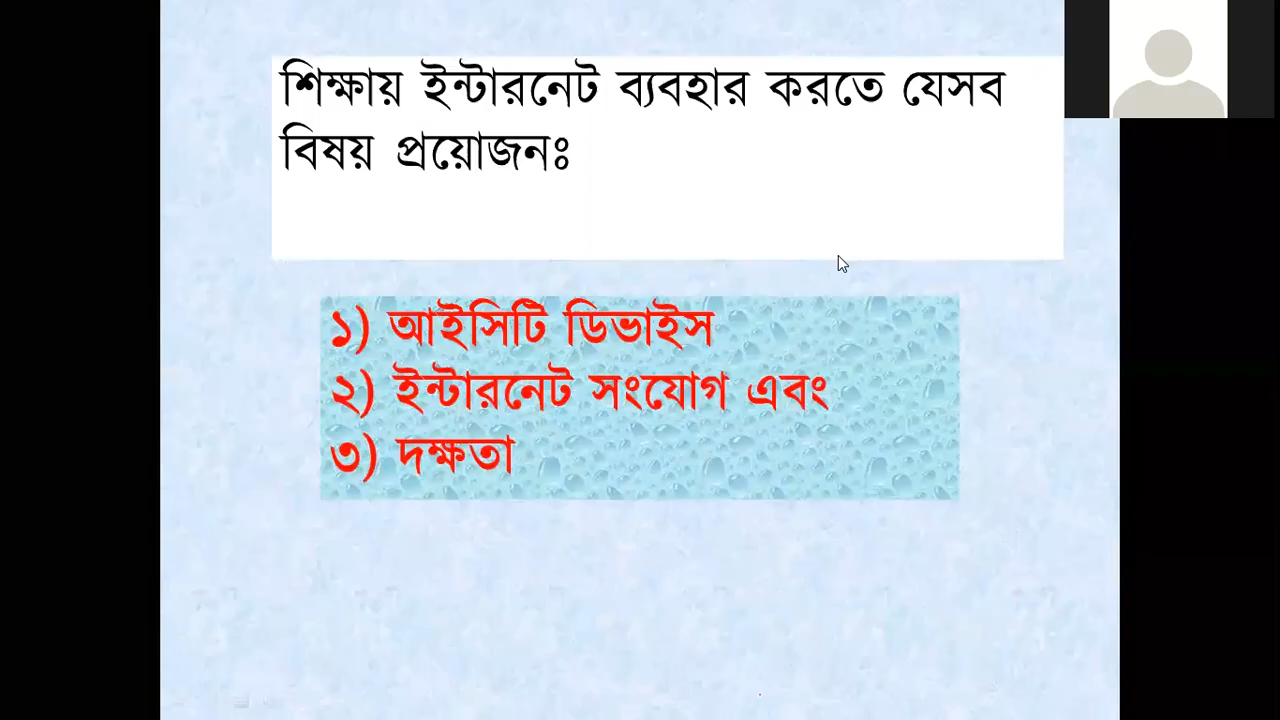 শিক্ষায় ইন্টারনেট ব্যবহার করতে যেসব
বিষয় প্রয়োজনঃ
১) আইসিটি ডিভাইস
২) ইন্টারনেট সংযোগ এবং
৩) দক্ষতা